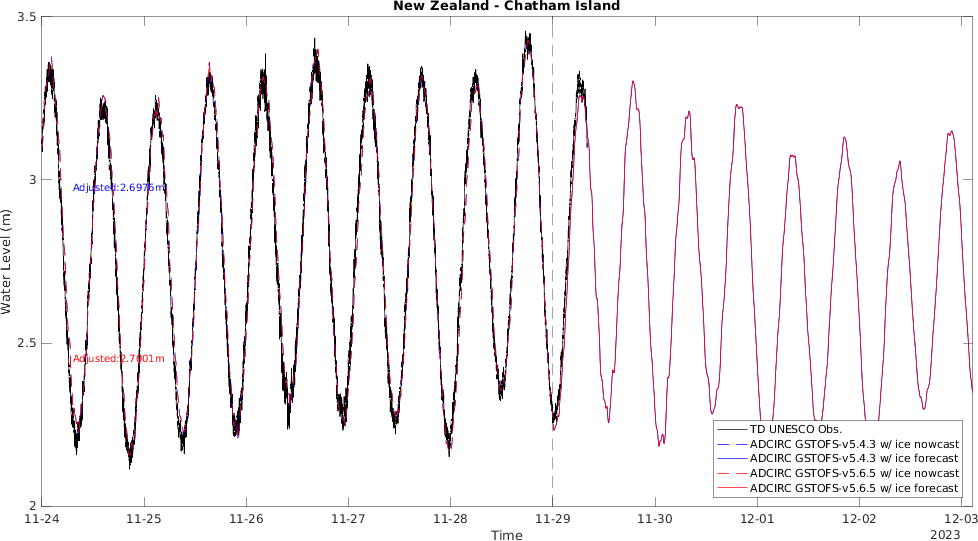 New Zealand - Chatham Island
3.5
3
2.5
2
Water Level (m)
Adjusted:2.6976m
Adjusted:2.7001m
TD UNESCO Obs.
ADCIRC GSTOFS-v5.4.3 w/ ice nowcast
ADCIRC GSTOFS-v5.4.3 w/ ice forecast
ADCIRC GSTOFS-v5.6.5 w/ ice nowcast
ADCIRC GSTOFS-v5.6.5 w/ ice forecast
11-24 11-25 11-26 11-27 11-28 11-29 11-30 12-01 12-02 12-03
Time
2023